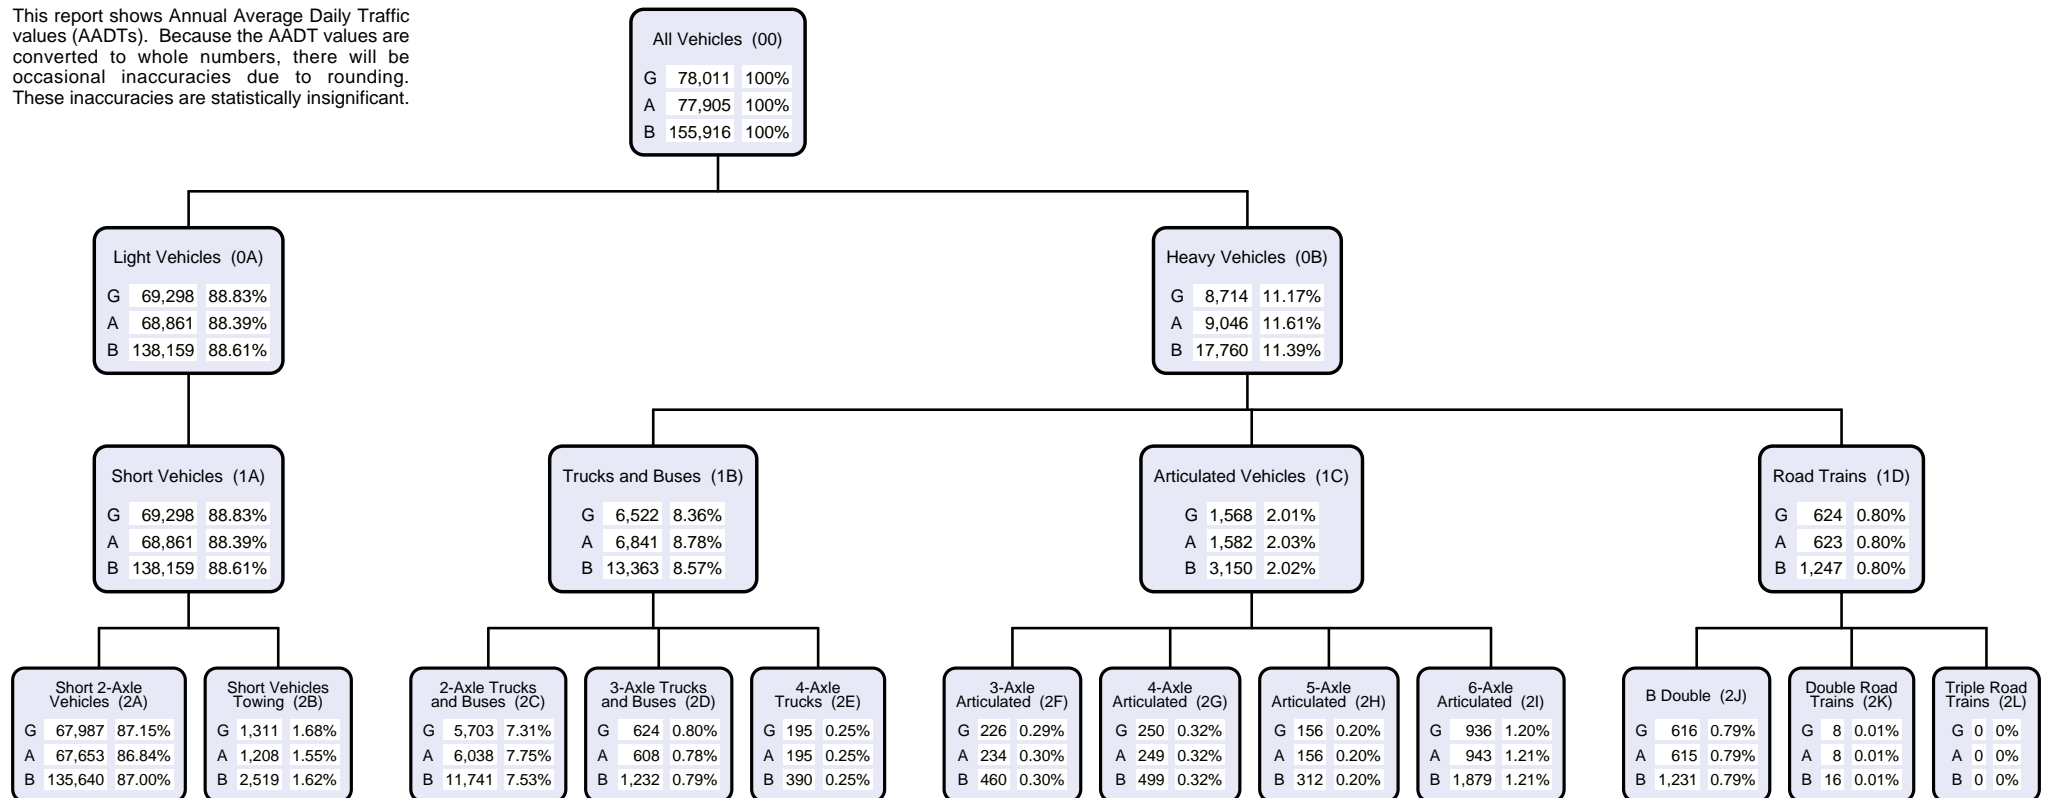 This report shows Annual Average Daily Traffic
values (AADTs). Because the AADT values are
converted to whole numbers, there will be
occasional inaccuracies due to rounding.
These inaccuracies are statistically insignificant.
All Vehicles (00)
G 78,011 100%
A 77,905 100%
B 155,916 100%
Light Vehicles (0A)
G 69,298 88.83%
A 68,861 88.39%
B 138,159 88.61%
Heavy Vehicles (0B)
G 8,714 11.17%
A 9,046 11.61%
B 17,760 11.39%
Short Vehicles (1A)
G 69,298 88.83%
A 68,861 88.39%
B 138,159 88.61%
Trucks and Buses (1B)
G 6,522 8.36%
A 6,841 8.78%
B 13,363 8.57%
Articulated Vehicles (1C)
G 1,568 2.01%
A 1,582 2.03%
B 3,150 2.02%
Road Trains (1D)
G 624 0.80%
A 623 0.80%
B 1,247 0.80%
Short 2-Axle
Vehicles (2A)
G 67,987 87.15%
A 67,653 86.84%
B 135,640 87.00%
Short Vehicles
Towing (2B)
G 1,311 1.68%
A 1,208 1.55%
B 2,519 1.62%
2-Axle Trucks
and Buses (2C)
G 5,703 7.31%
A 6,038 7.75%
B 11,741 7.53%
3-Axle Trucks
and Buses (2D)
G 624 0.80%
A 608 0.78%
B 1,232 0.79%
4-Axle
Trucks (2E)
G 195 0.25%
A 195 0.25%
B 390 0.25%
3-Axle
Articulated (2F)
G 226 0.29%
A 234 0.30%
B 460 0.30%
4-Axle
Articulated (2G)
G 250 0.32%
A 249 0.32%
B 499 0.32%
5-Axle
Articulated (2H)
G 156 0.20%
A 156 0.20%
B 312 0.20%
6-Axle
Articulated (2I)
G 936 1.20%
A 943 1.21%
B 1,879 1.21%
B Double (2J)
G 616 0.79%
A 615 0.79%
B 1,231 0.79%
Double Road
Trains (2K)
G 8 0.01%
A 8 0.01%
B 16 0.01%
Triple Road
Trains (2L)
G 0 0%
A 0 0%
B 0 0%